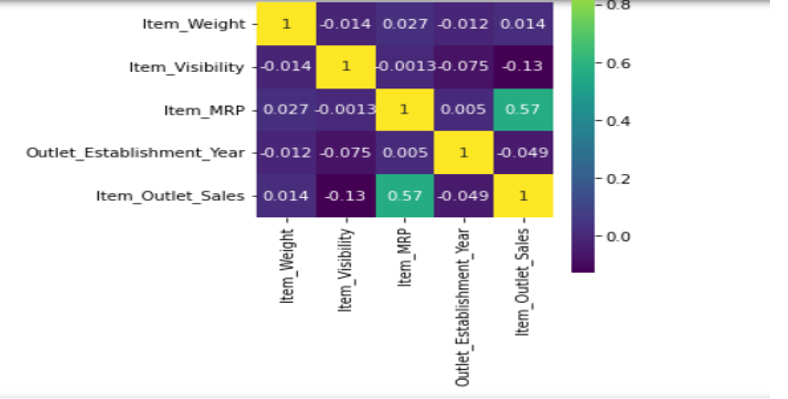 0.8
Item_Weight 1 -0.014 0.027 -0.012 0.014
Item_Visibility -0.014 1 -0.0013 -0.075 -0.13 0.6
Item_MRP 0.027 -0.0013 1 0.005 0.57 0.4
Outlet_Establishment_Year -0.012 -0.075 0.005 1 -0.049
0.2
Item_Outlet_Sales 0.014 -0.13 0.57 -0.049 1
0.0
Item_Weight
Item_Visibility
Item_MRP
Outlet_Establishment_Year
Item_Outlet_Sales